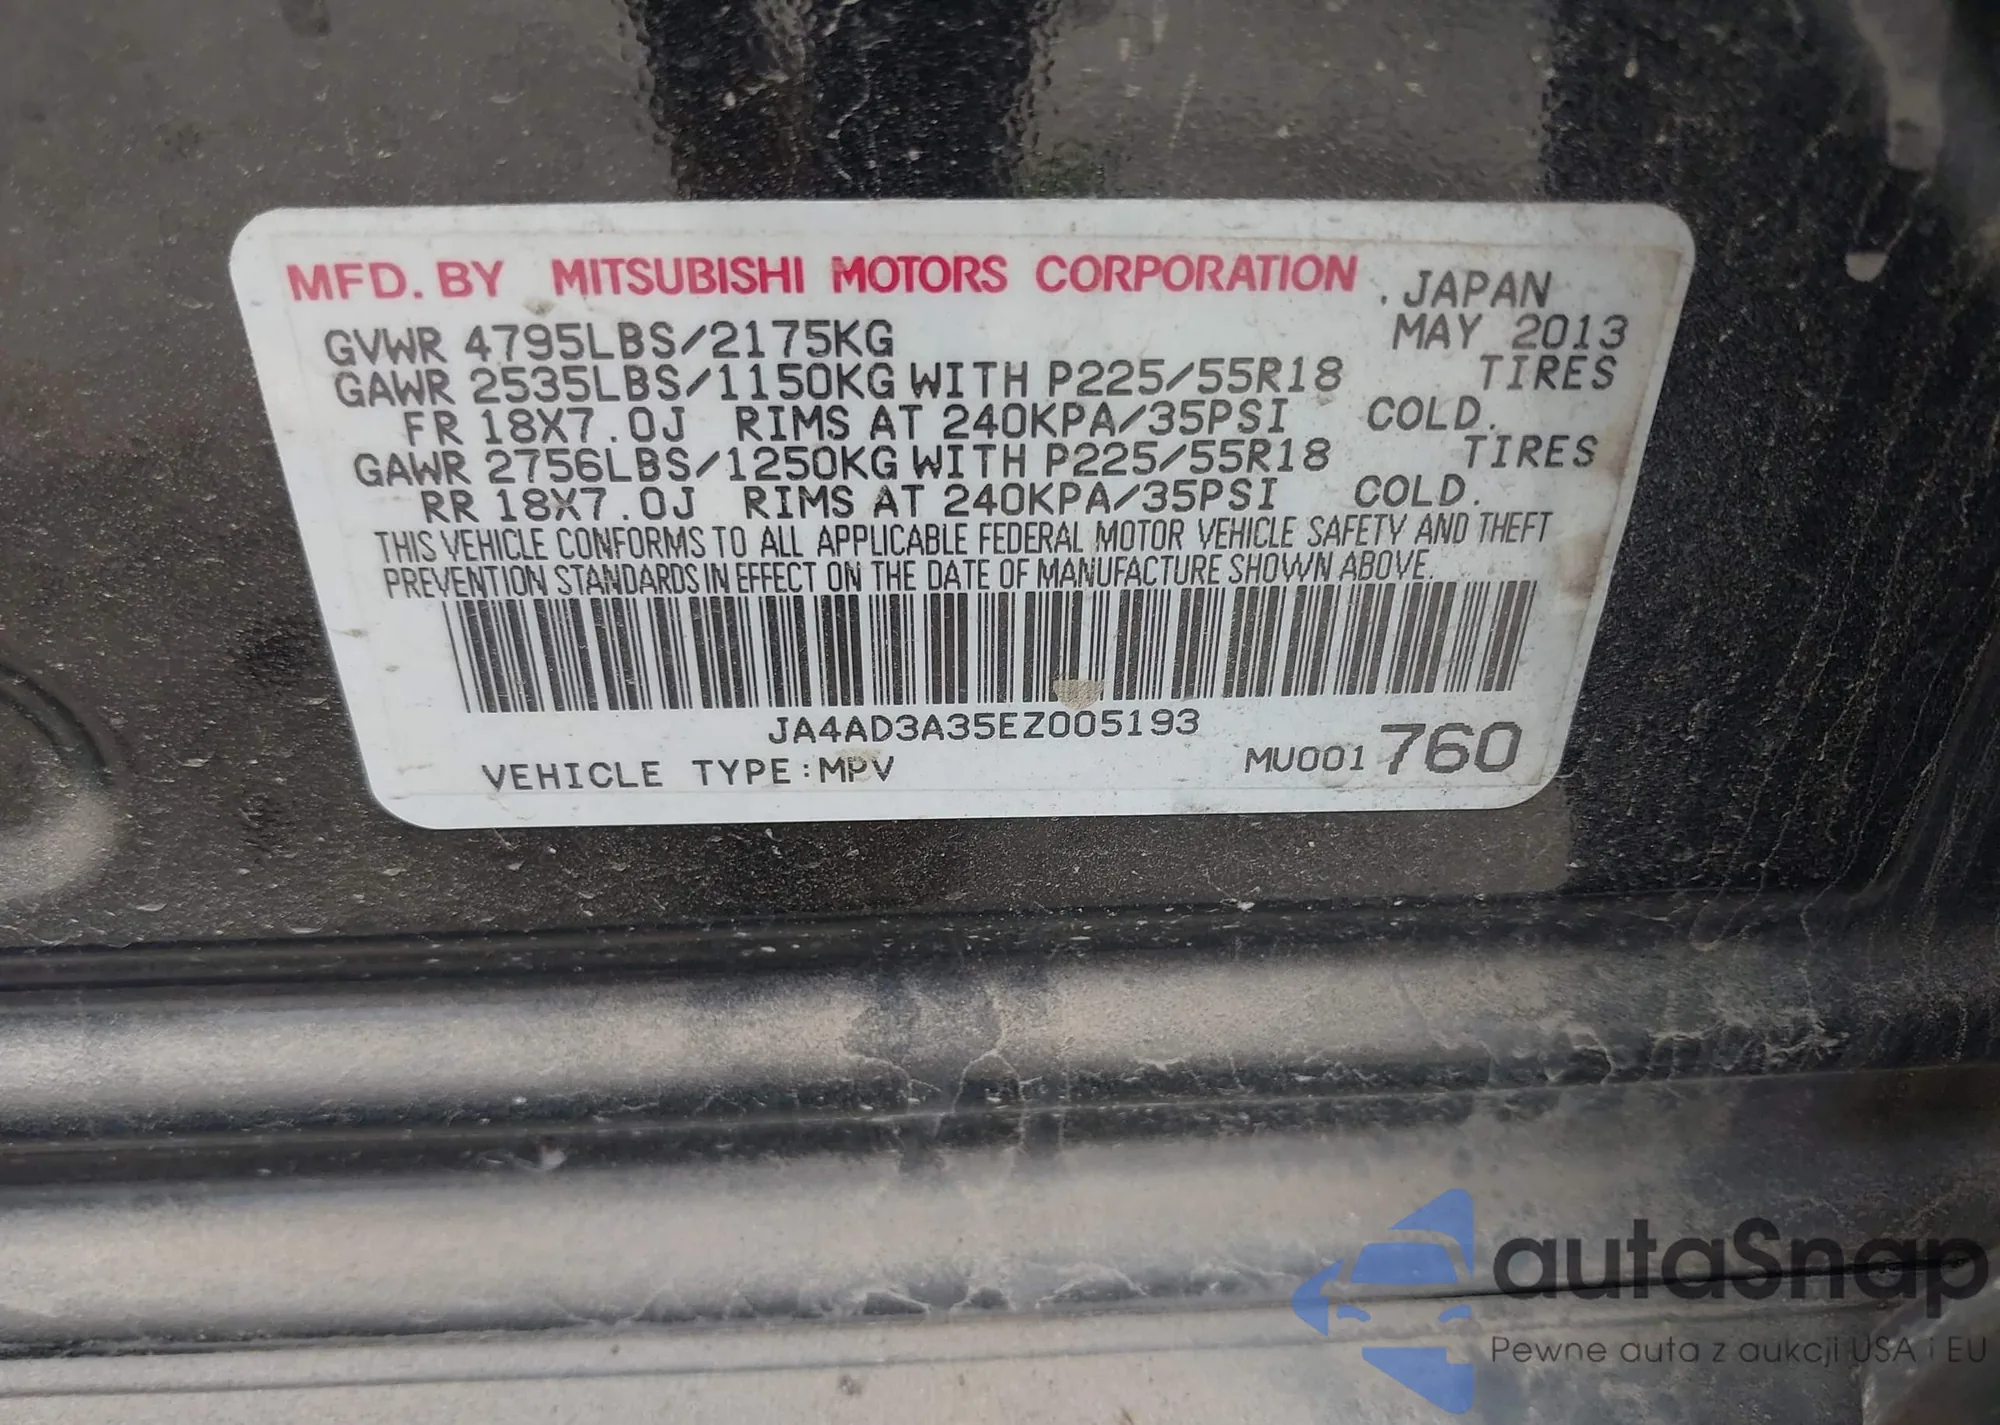 MFD. BY MITSUBISHI MOTORS CORPORATION, JAPAN
GVWR 4795LBS/2175KG MAY 2013
GAWR 2535LBS/1150KG WITH P225/55R18 TIRES
FR 18X7.0J RIMS AT 240KPA/35PSI COLD.
GAWR 2756LBS/1250KG WITH P225/55R18 TIRES
RR 18X7.0J RIMS AT 240KPA/35PSI COLD.
THIS VEHICLE CONFORMS TO ALL APPLICABLE FEDERAL MOTOR VEHICLE SAFETY AND THEFT
PREVENTION STANDARDS IN EFFECT ON THE DATE OF MANUFACTURE SHOWN ABOVE.
JA4AD3A35EZ005193
VEHICLE TYPE:MPV MU001 760
autaSnap
Pewne auta z aukcji USA i EU